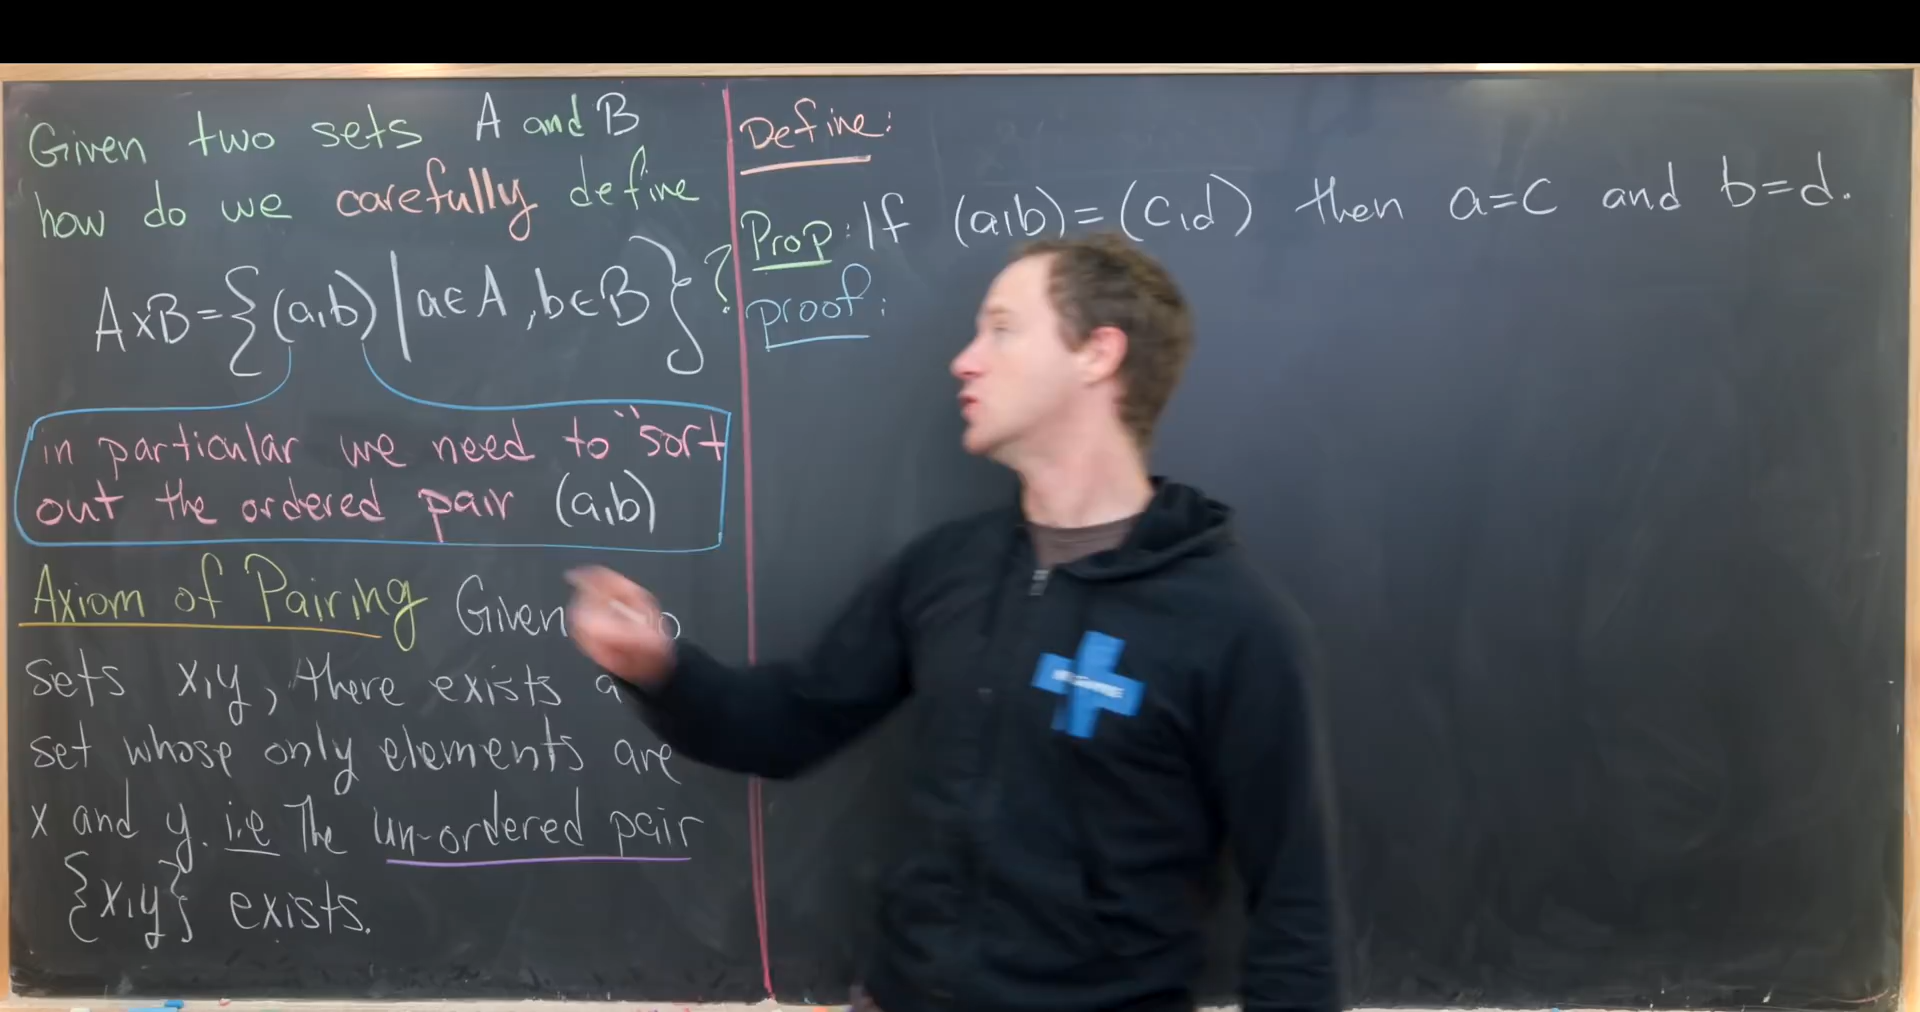 Given two sets A and B
how do we carefully define
A×B={(a,b)|a∈A,b∈B}?
in particular we need to "sort
out the ordered pair (a,b)
Axiom of Pairing Given
sets x,y, there exists a
set whose only elements are
x and y. i.e the un-ordered pair
{x,y} exists.
Define:
Prop: If (a,b)=(c,d) then a=c and b=d.
proof: